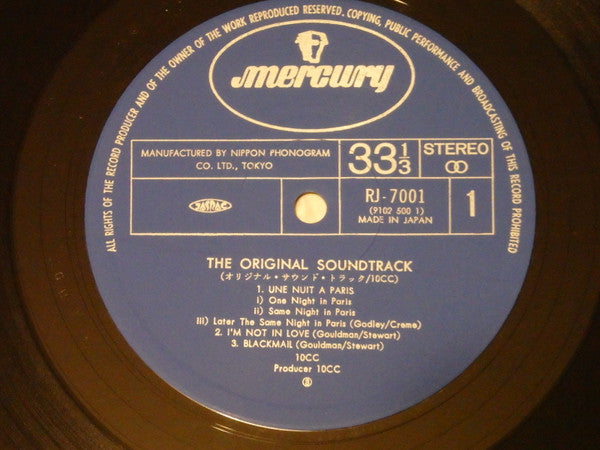 ALL RIGHTS OF THE RECORD PRODUCER AND OF THE OWNER OF THE WORK REPRODUCED RESERVED. COPYING, PUBLIC PERFORMANCE AND BROADCASTING OF THIS RECORD PROHIBITED
mercury
MANUFACTURED BY NIPPON PHONOGRAM
CO. LTD., TOKYO
33 1/3
STEREO
JASRAC
RJ-7001
(9102 500 1)
MADE IN JAPAN
1
THE ORIGINAL SOUNDTRACK
(オリジナル・サウンド・トラック/10CC)
1. UNE NUIT A PARIS
i) One Night in Paris
ii) Same Night in Paris
iii) Later The Same Night in Paris (Godley/Creme)
2. I'M NOT IN LOVE (Gouldman/Stewart)
3. BLACKMAIL (Gouldman/Stewart)
10CC
Producer 10CC